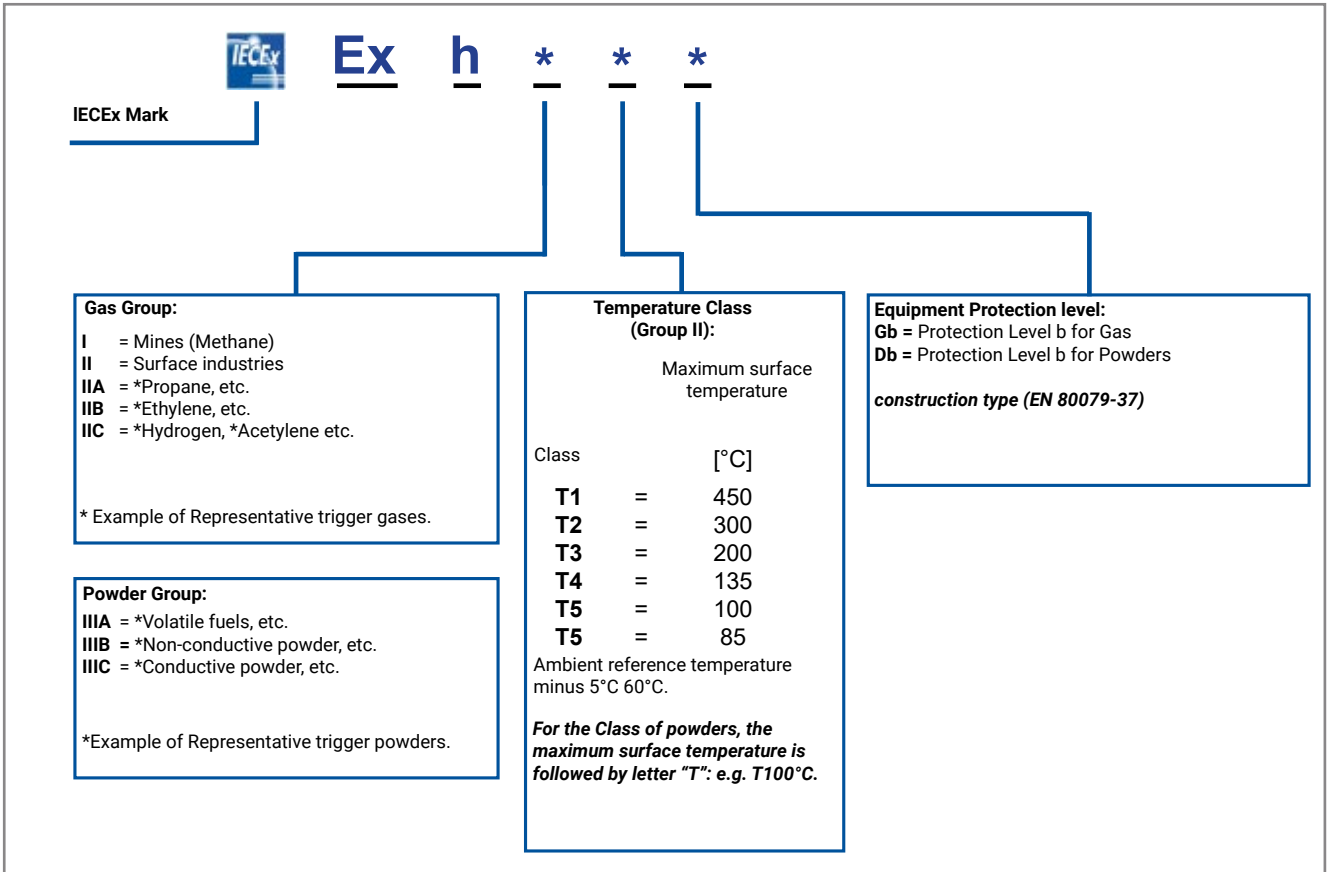 IECEx Ex h * * *
IECEx Mark
Gas Group:
I = Mines (Methane)
II = Surface industries
IIA = *Propane, etc.
IIB = *Ethylene, etc.
IIC = *Hydrogen, *Acetylene etc.
* Example of Representative trigger gases.
Powder Group:
IIIA = *Volatile fuels, etc.
IIIB = *Non-conductive powder, etc.
IIIC = *Conductive powder, etc.
*Example of Representative trigger powders.
Temperature Class
(Group II):
Maximum surface
temperature
Class [°C]
T1 = 450
T2 = 300
T3 = 200
T4 = 135
T5 = 100
T5 = 85
Ambient reference temperature
minus 5°C 60°C.
For the Class of powders, the
maximum surface temperature is
followed by letter “T”: e.g. T100°C.
Equipment Protection level:
Gb = Protection Level b for Gas
Db = Protection Level b for Powders
construction type (EN 80079-37)